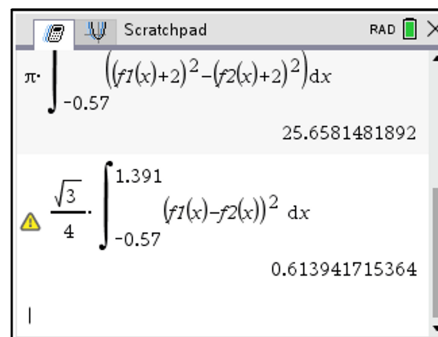 Scratchpad RAD
π· ∫ -0.57 ((f1(x)+2)²-(f2(x)+2)²)dx
25.6581481892
√3/4 · ∫ -0.57 1.391 (f1(x)-f2(x))² dx
0.613941715364